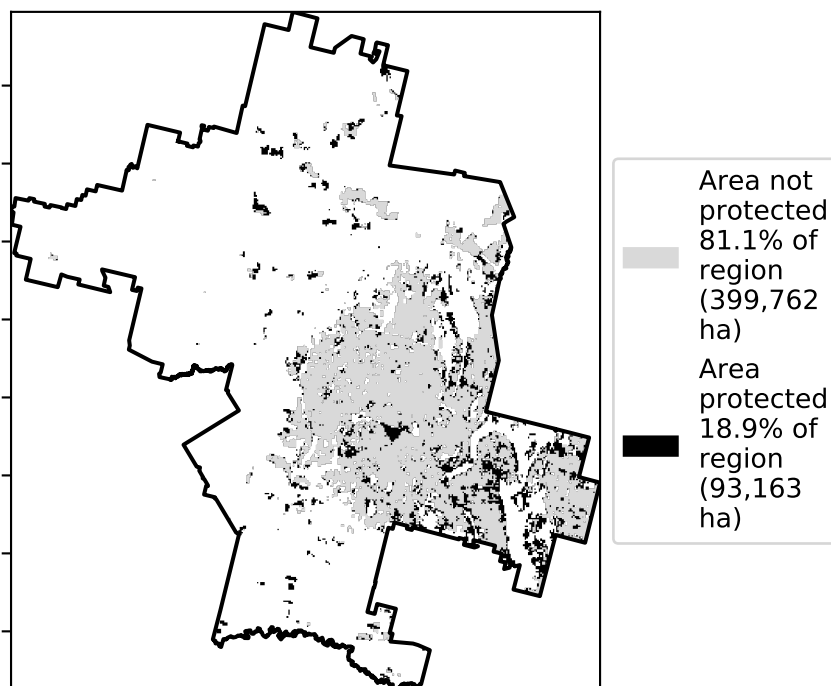 Area not
protected
81.1% of
region
(399,762
ha)
Area
protected
18.9% of
region
(93,163
ha)